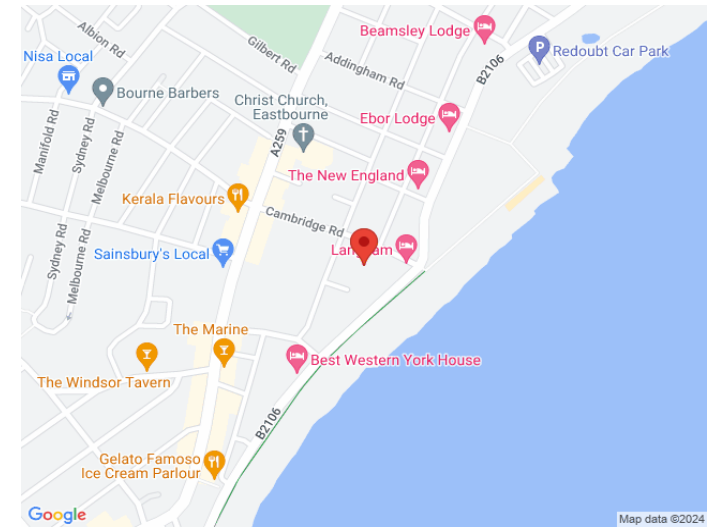 Beamsley Lodge
Albion Rd
Gilbert Rd
B2106
Redoubt Car Park
Nisa Local
Addingham Rd
Bourne Barbers
Christ Church,
Eastbourne
A259
Ebor Lodge
Manifold Rd
Sydney Rd
Melbourne Rd
The New England
Kerala Flavours
Cambridge Rd
Sainsbury's Local
Sydney Rd
Melbourne Rd
The Marine
The Windsor Tavern
Best Western York House
B2106
Gelato Famoso
Ice Cream Parlour
Google
Map data ©2024